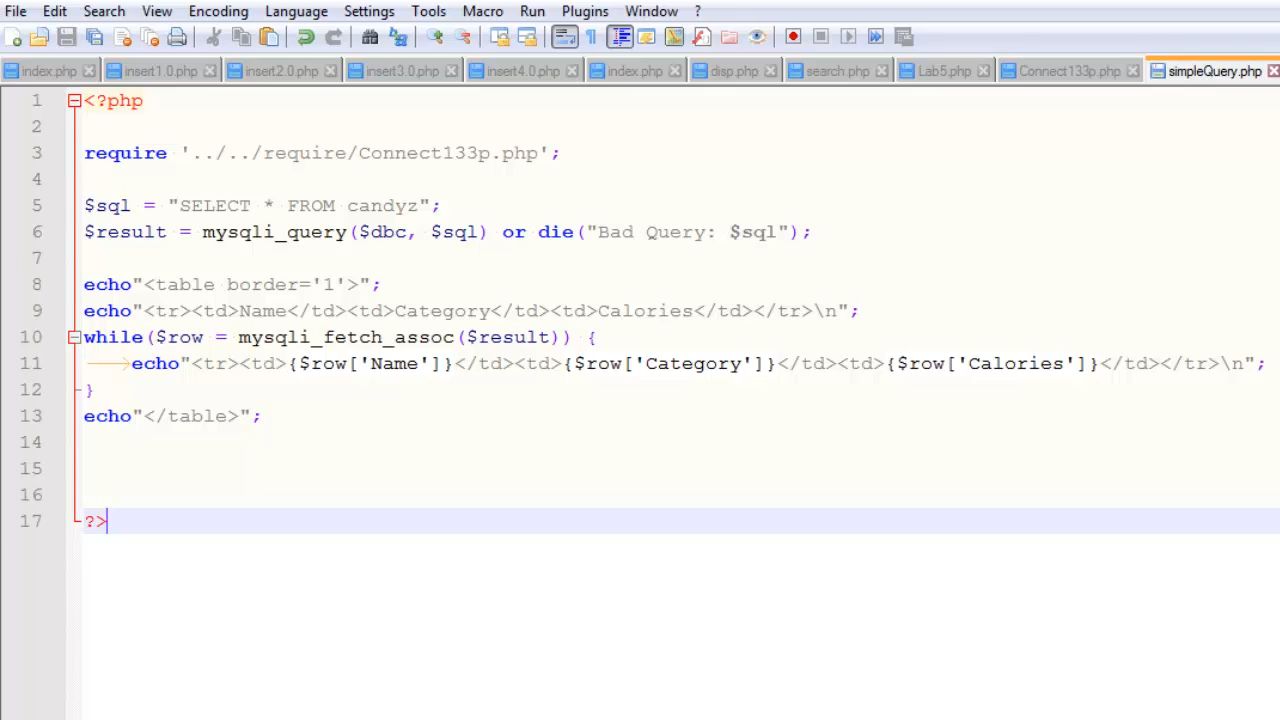 File Edit Search View Encoding Language Settings Tools Macro Run Plugins Window ?
index.php insert1.0.php insert2.0.php insert3.0.php insert4.0.php index.php disp.php search.php Lab5.php Connect133p.php simpleQuery.php
1 <?php
2
3 require '../../require/Connect133p.php';
4
5 $sql = "SELECT * FROM candyz";
6 $result = mysqli_query($dbc, $sql) or die("Bad Query: $sql");
7
8 echo"<table border='1'>";
9 echo"<tr><td>Name</td><td>Category</td><td>Calories</td></tr>\n";
10 while($row = mysqli_fetch_assoc($result)) {
11 echo"<tr><td>{$row['Name']}</td><td>{$row['Category']}</td><td>{$row['Calories']}</td></tr>\n";
12 }
13 echo"</table>";
14
15
16
17 ?>